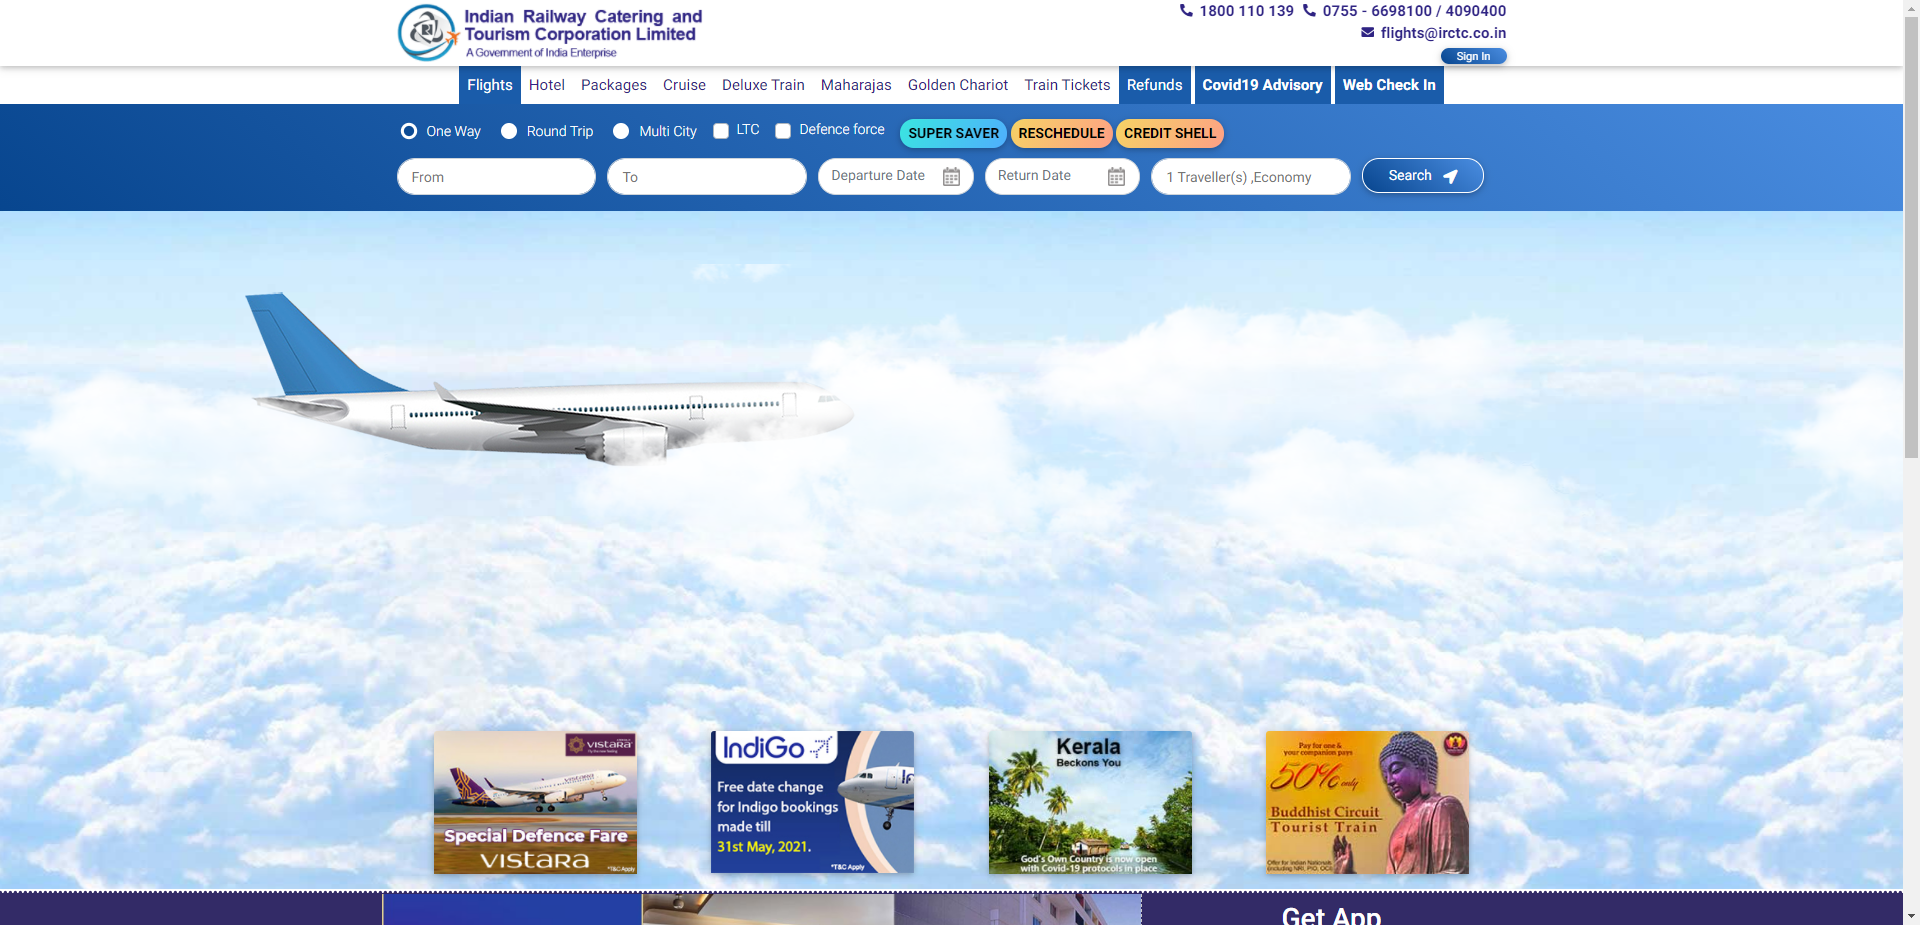 Indian Railway Catering and
Tourism Corporation Limited
A Government of India Enterprise
1800 110 139 0755 - 6698100 / 4090400
flights@irctc.co.in
Sign In
Flights Hotel Packages Cruise Deluxe Train Maharajas Golden Chariot Train Tickets Refunds Covid19 Advisory Web Check In
One Way Round Trip Multi City LTC Defence force SUPER SAVER RESCHEDULE CREDIT SHELL
From To Departure Date Return Date 1 Traveller(s) ,Economy Search
VISTARA
Special Defence Fare
VISTARA
*T&C Apply
IndiGo
Free date change
for Indigo bookings
made till
31st May, 2021.
*T&C Apply
Kerala
Beckons You
God's Own Country is now open
with Covid-19 protocols in place
Pay for one &
your companion pays
50% only
Buddhist Circuit
Tourist Train
Offer for Indian Nationals
Get App